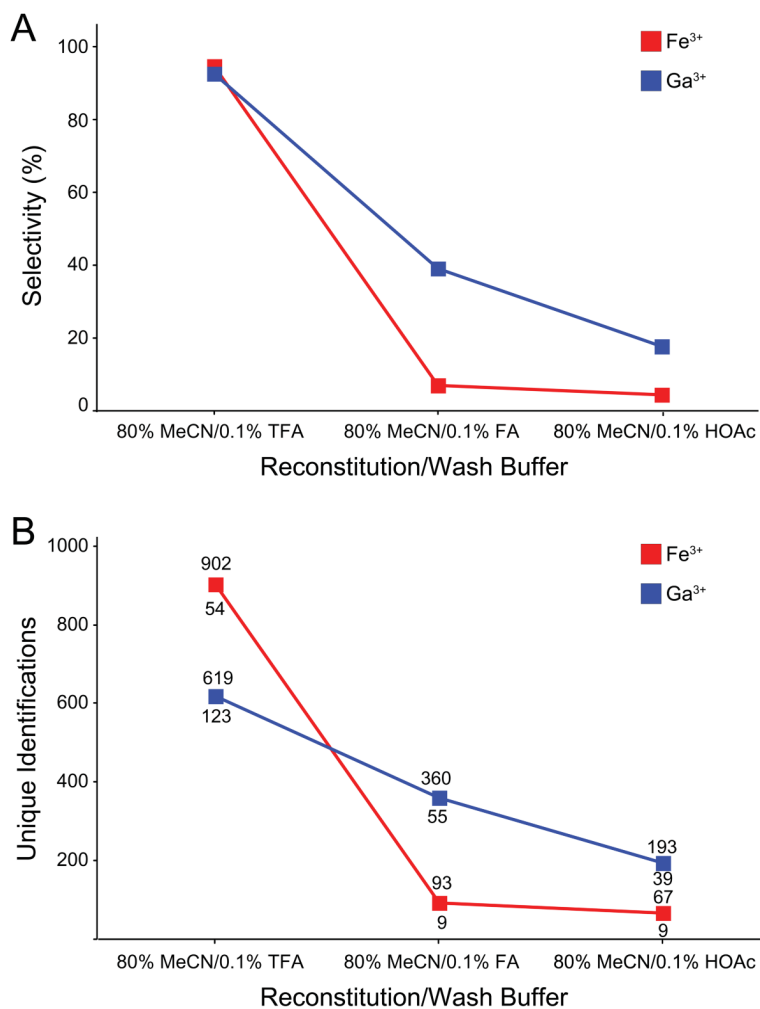 A
Selectivity (%)
100
80
60
40
20
0
Fe³⁺
Ga³⁺
80% MeCN/0.1% TFA 80% MeCN/0.1% FA 80% MeCN/0.1% HOAc
Reconstitution/Wash Buffer
B
Unique Identifications
1000
800
600
400
200
Fe³⁺
Ga³⁺
902
54
619
123
360
55
93
9
193
39
67
9
80% MeCN/0.1% TFA 80% MeCN/0.1% FA 80% MeCN/0.1% HOAc
Reconstitution/Wash Buffer